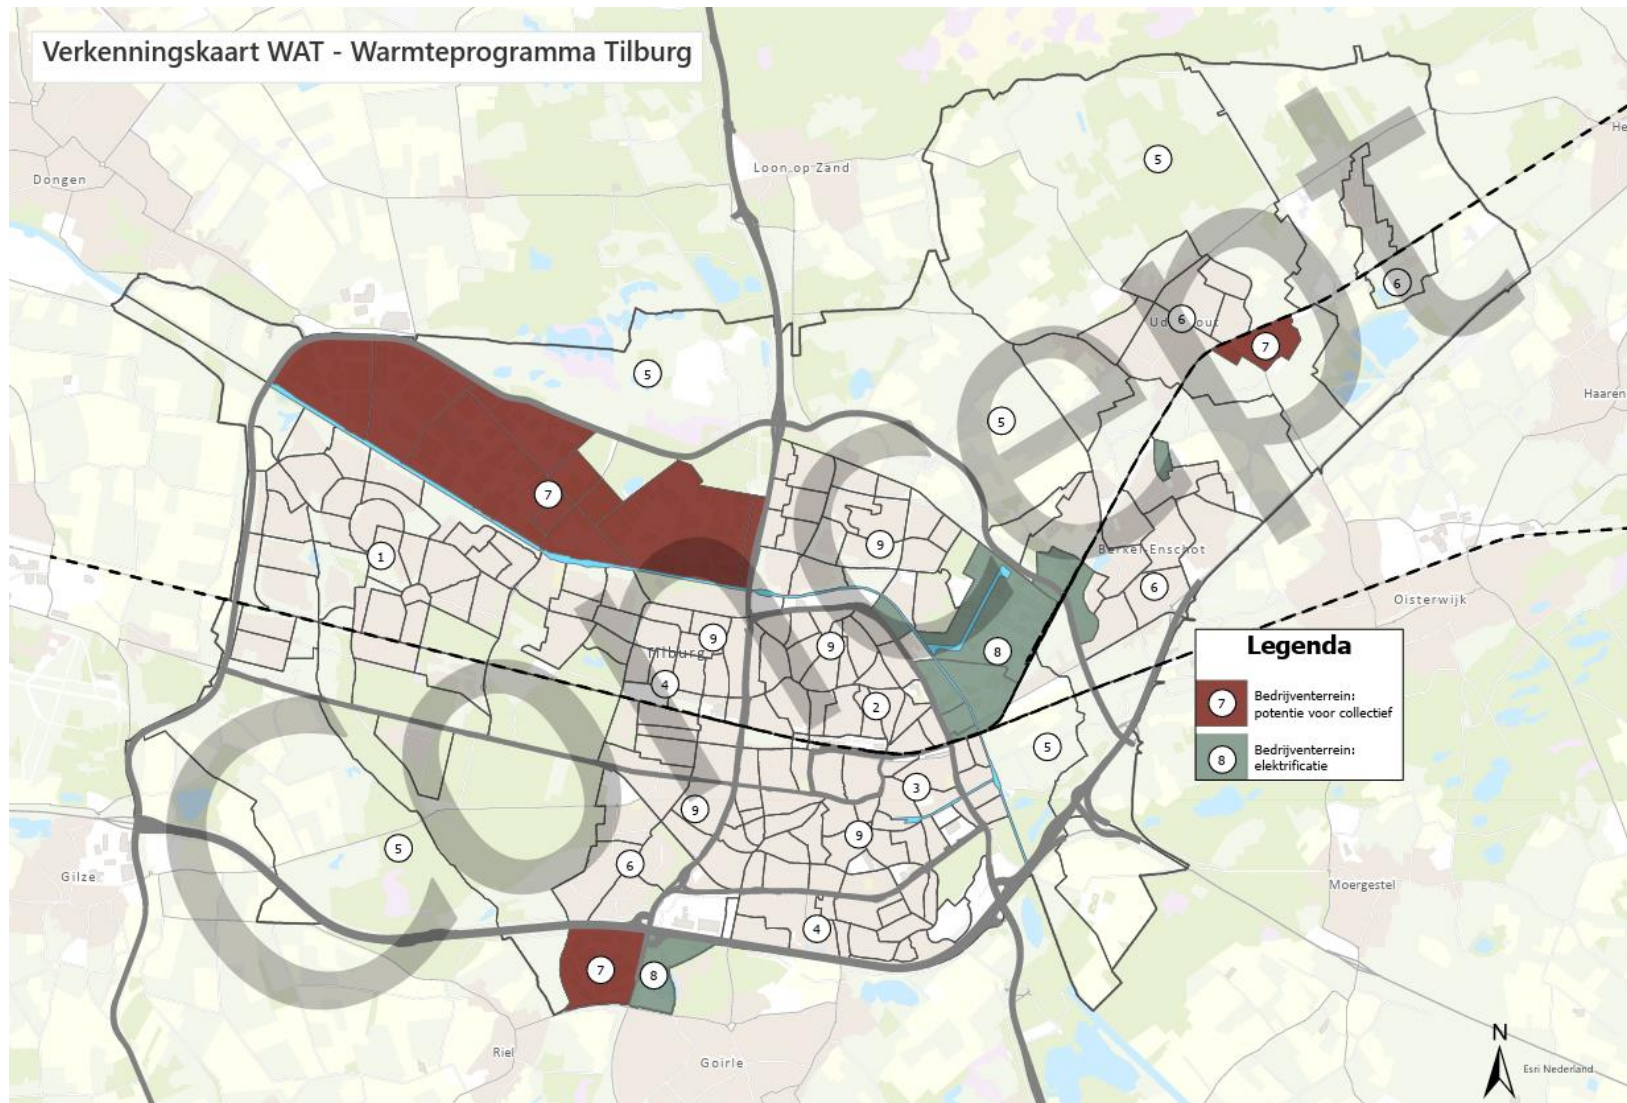 Verkenningskaart WAT - Warmteprogramma Tilburg
Concept
Dongen
Loon op Zand
5
6
6
Udenhout
7
5
5
Haaren
7
1
9
Berkel-Enschot
6
Oisterwijk
9
9
Tilburg
8
4
2
5
3
9
9
5
6
Gilze
Moergestel
4
7
8
Riel
Goirle
Legenda
7
Bedrijventerrein:
potentie voor collectief
8
Bedrijventerrein:
elektrificatie
N
Esri Nederland